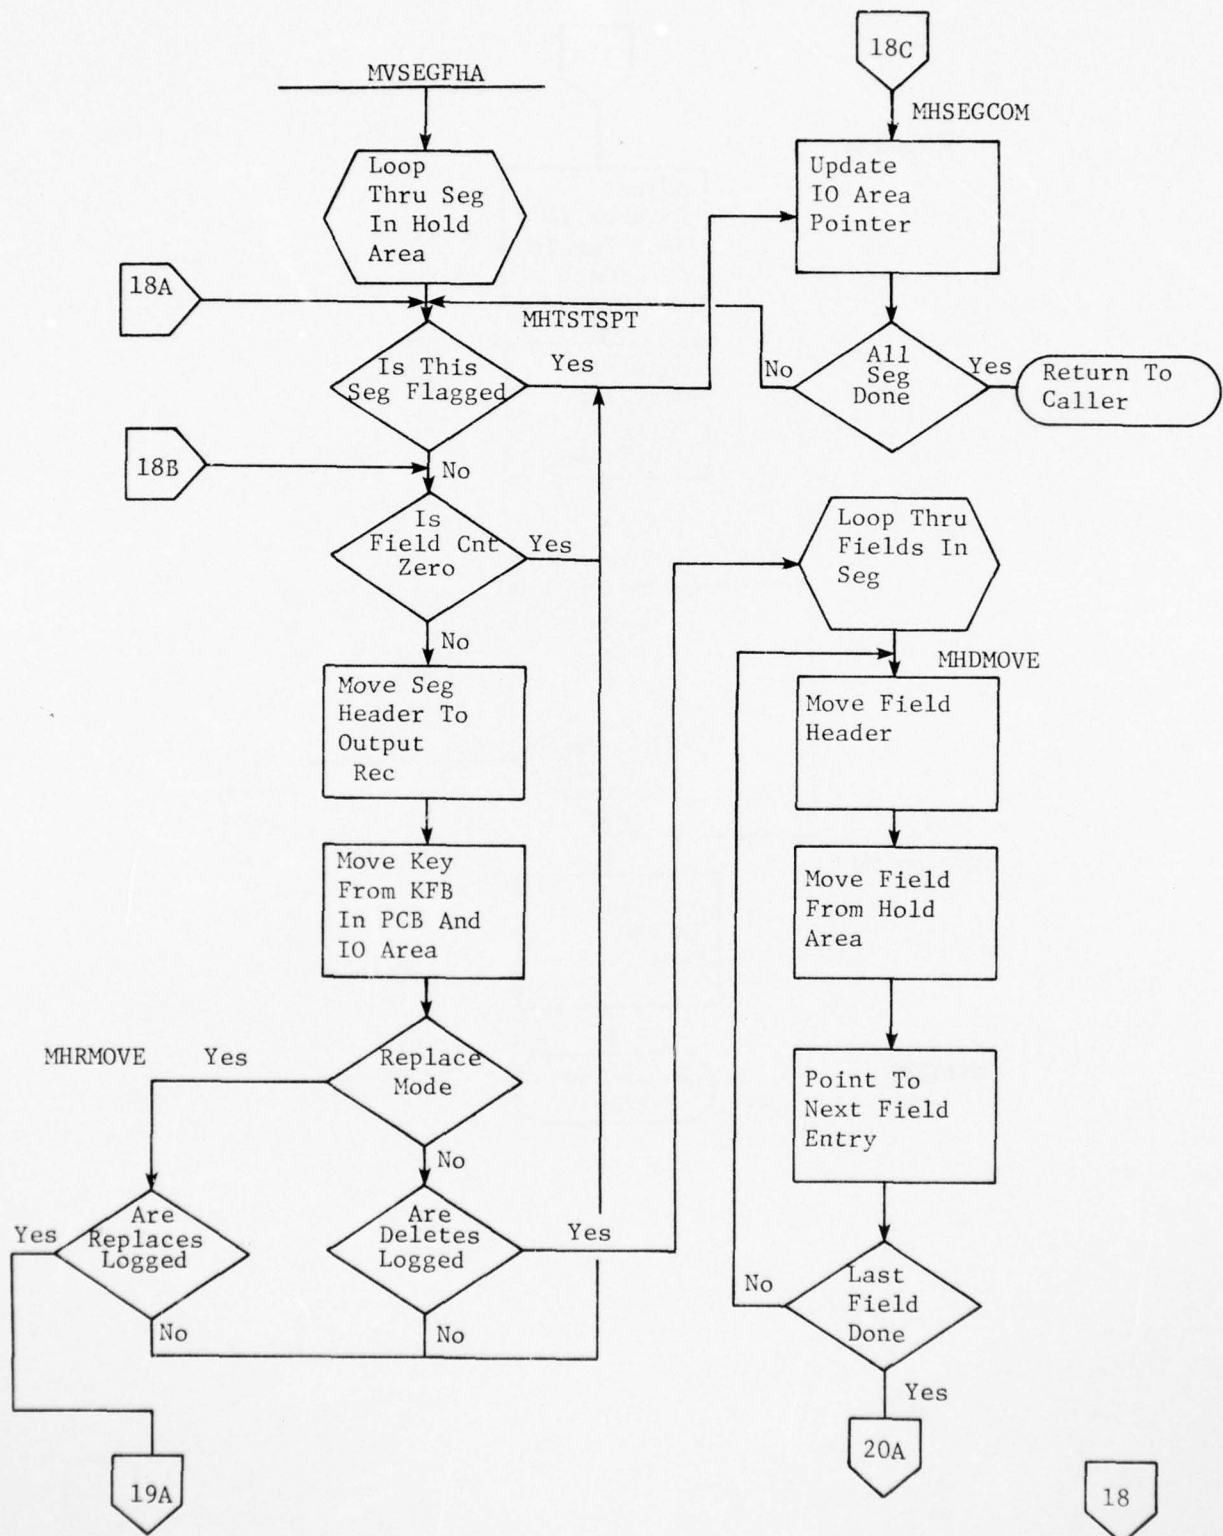 MVSEGFHA
Loop
Thru Seg
In Hold
Area
18A
MHTSTSPT
Is This
Seg Flagged
Yes
18B
No
Is
Field Cnt
Zero
Yes
No
Move Seg
Header To
Output
Rec
Move Key
From KFB
In PCB And
IO Area
MHRMOVE
Yes
Replace
Mode
No
Yes
Are
Replaces
Logged
No
Are
Deletes
Logged
Yes
No
19A
18C
MHSEGCOM
Update
IO Area
Pointer
No
All
Seg
Done
Yes
Return To
Caller
Loop Thru
Fields In
Seg
MHDMOVE
Move Field
Header
Move Field
From Hold
Area
Point To
Next Field
Entry
No
Last
Field
Done
Yes
20A
18